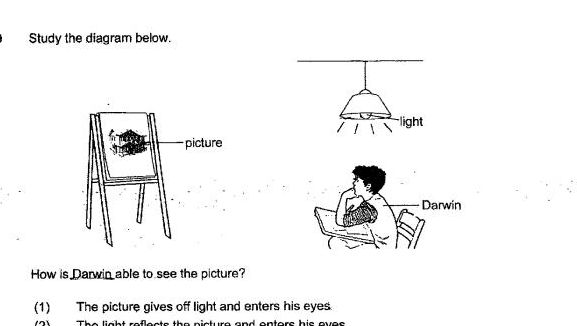 Study the diagram below.
light
picture
Darwin
How is Darwin able to see the picture?
(1) The picture gives off light and enters his eyes.
(2) The light reflects the picture and enters his eyes